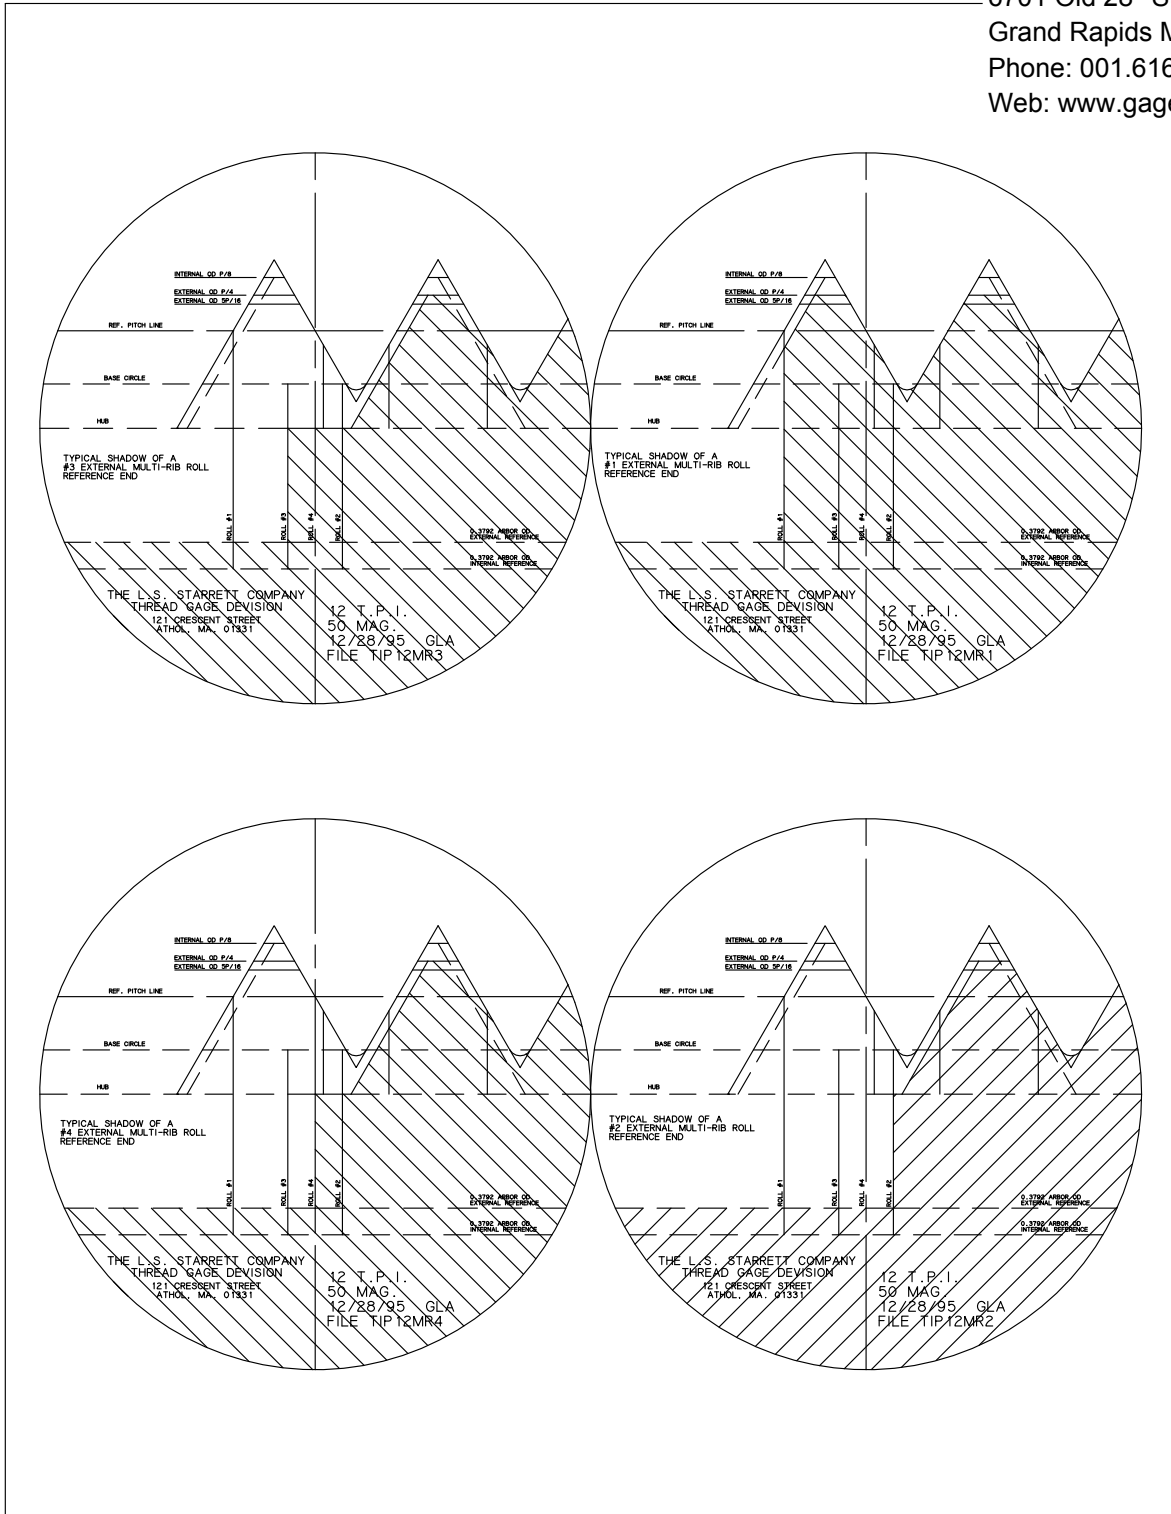 Grand Rapids
Phone: 001.616
Web: www.gage
INTERNAL OD P/8
EXTERNAL OD P/4
EXTERNAL OD 5P/16
REF. PITCH LINE
BASE CIRCLE
HUB
TYPICAL SHADOW OF A
#3 EXTERNAL MULTI-RIB ROLL
REFERENCE END
ROLL #1
ROLL #3
ROLL #4
ROLL #2
0.3792 ARBOR OD
EXTERNAL REFERENCE
0.3792 ARBOR OD
INTERNAL REFERENCE
THE L.S. STARRETT COMPANY
THREAD GAGE DEVISION
121 CRESCENT STREET
ATHOL, MA. 01331
12 T.P.I.
50 MAG.
12/28/95 GLA
FILE TIP12MR3
INTERNAL OD P/8
EXTERNAL OD P/4
EXTERNAL OD 5P/16
REF. PITCH LINE
BASE CIRCLE
HUB
TYPICAL SHADOW OF A
#1 EXTERNAL MULTI-RIB ROLL
REFERENCE END
ROLL #1
ROLL #3
ROLL #4
ROLL #2
0.3792 ARBOR OD
EXTERNAL REFERENCE
0.3792 ARBOR OD
INTERNAL REFERENCE
THE L.S. STARRETT COMPANY
THREAD GAGE DEVISION
121 CRESCENT STREET
ATHOL, MA. 01331
12 T.P.I.
50 MAG.
12/28/95 GLA
FILE TIP12MR1
INTERNAL OD P/8
EXTERNAL OD P/4
EXTERNAL OD 5P/16
REF. PITCH LINE
BASE CIRCLE
HUB
TYPICAL SHADOW OF A
#4 EXTERNAL MULTI-RIB ROLL
REFERENCE END
ROLL #1
ROLL #3
ROLL #4
ROLL #2
0.3792 ARBOR OD
EXTERNAL REFERENCE
0.3792 ARBOR OD
INTERNAL REFERENCE
THE L.S. STARRETT COMPANY
THREAD GAGE DEVISION
121 CRESCENT STREET
ATHOL, MA. 01331
12 T.P.I.
50 MAG.
12/28/95 GLA
FILE TIP12MR4
INTERNAL OD P/8
EXTERNAL OD P/4
EXTERNAL OD 5P/16
REF. PITCH LINE
BASE CIRCLE
HUB
TYPICAL SHADOW OF A
#2 EXTERNAL MULTI-RIB ROLL
REFERENCE END
ROLL #1
ROLL #3
ROLL #4
ROLL #2
0.3792 ARBOR OD
EXTERNAL REFERENCE
0.3792 ARBOR OD
INTERNAL REFERENCE
THE L.S. STARRETT COMPANY
THREAD GAGE DEVISION
121 CRESCENT STREET
ATHOL, MA. 01331
12 T.P.I.
50 MAG.
12/28/95 GLA
FILE TIP12MR2